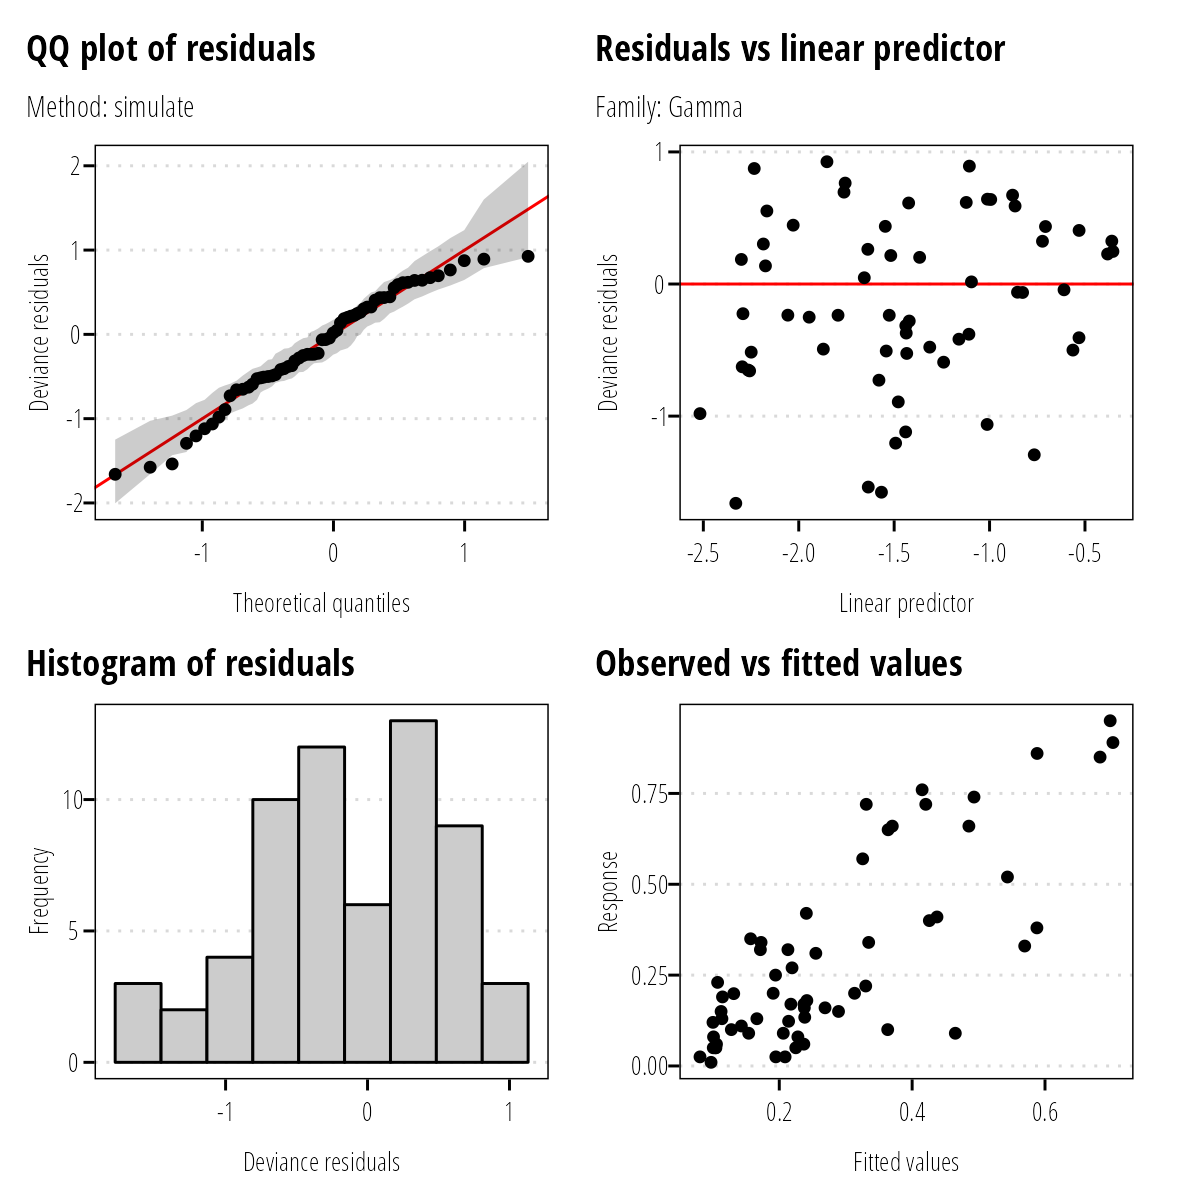 QQ plot of residuals
Method: simulate
2
1
0
-1
-2
Deviance residuals
-1
0
1
Theoretical quantiles
Residuals vs linear predictor
Family: Gamma
1
0
-1
Deviance residuals
-2.5
-2.0
-1.5
-1.0
-0.5
Linear predictor
Histogram of residuals
10
5
0
Frequency
-1
0
1
Deviance residuals
Observed vs fitted values
0.75
0.50
0.25
0.00
Response
0.2
0.4
0.6
Fitted values